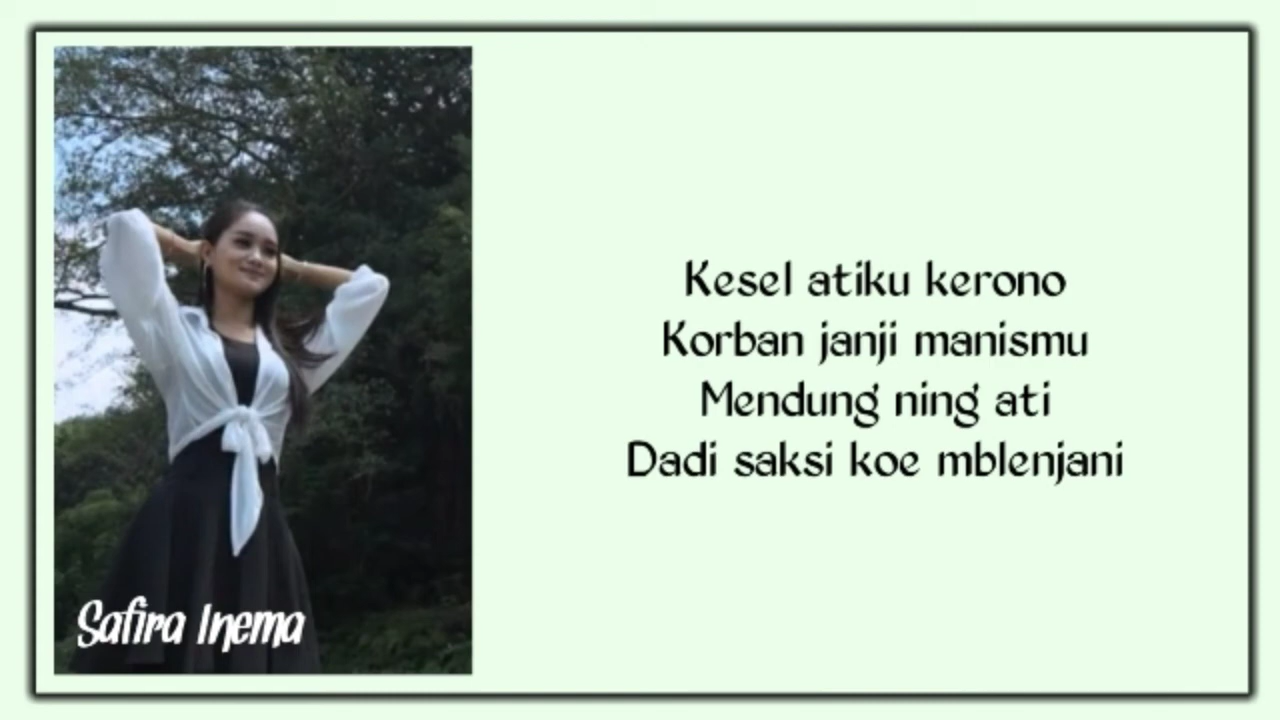 Safira Inema
Kesel atiku kerono
Korban janji manismu
Mendung ning ati
Dadi saksi koe mblenjani